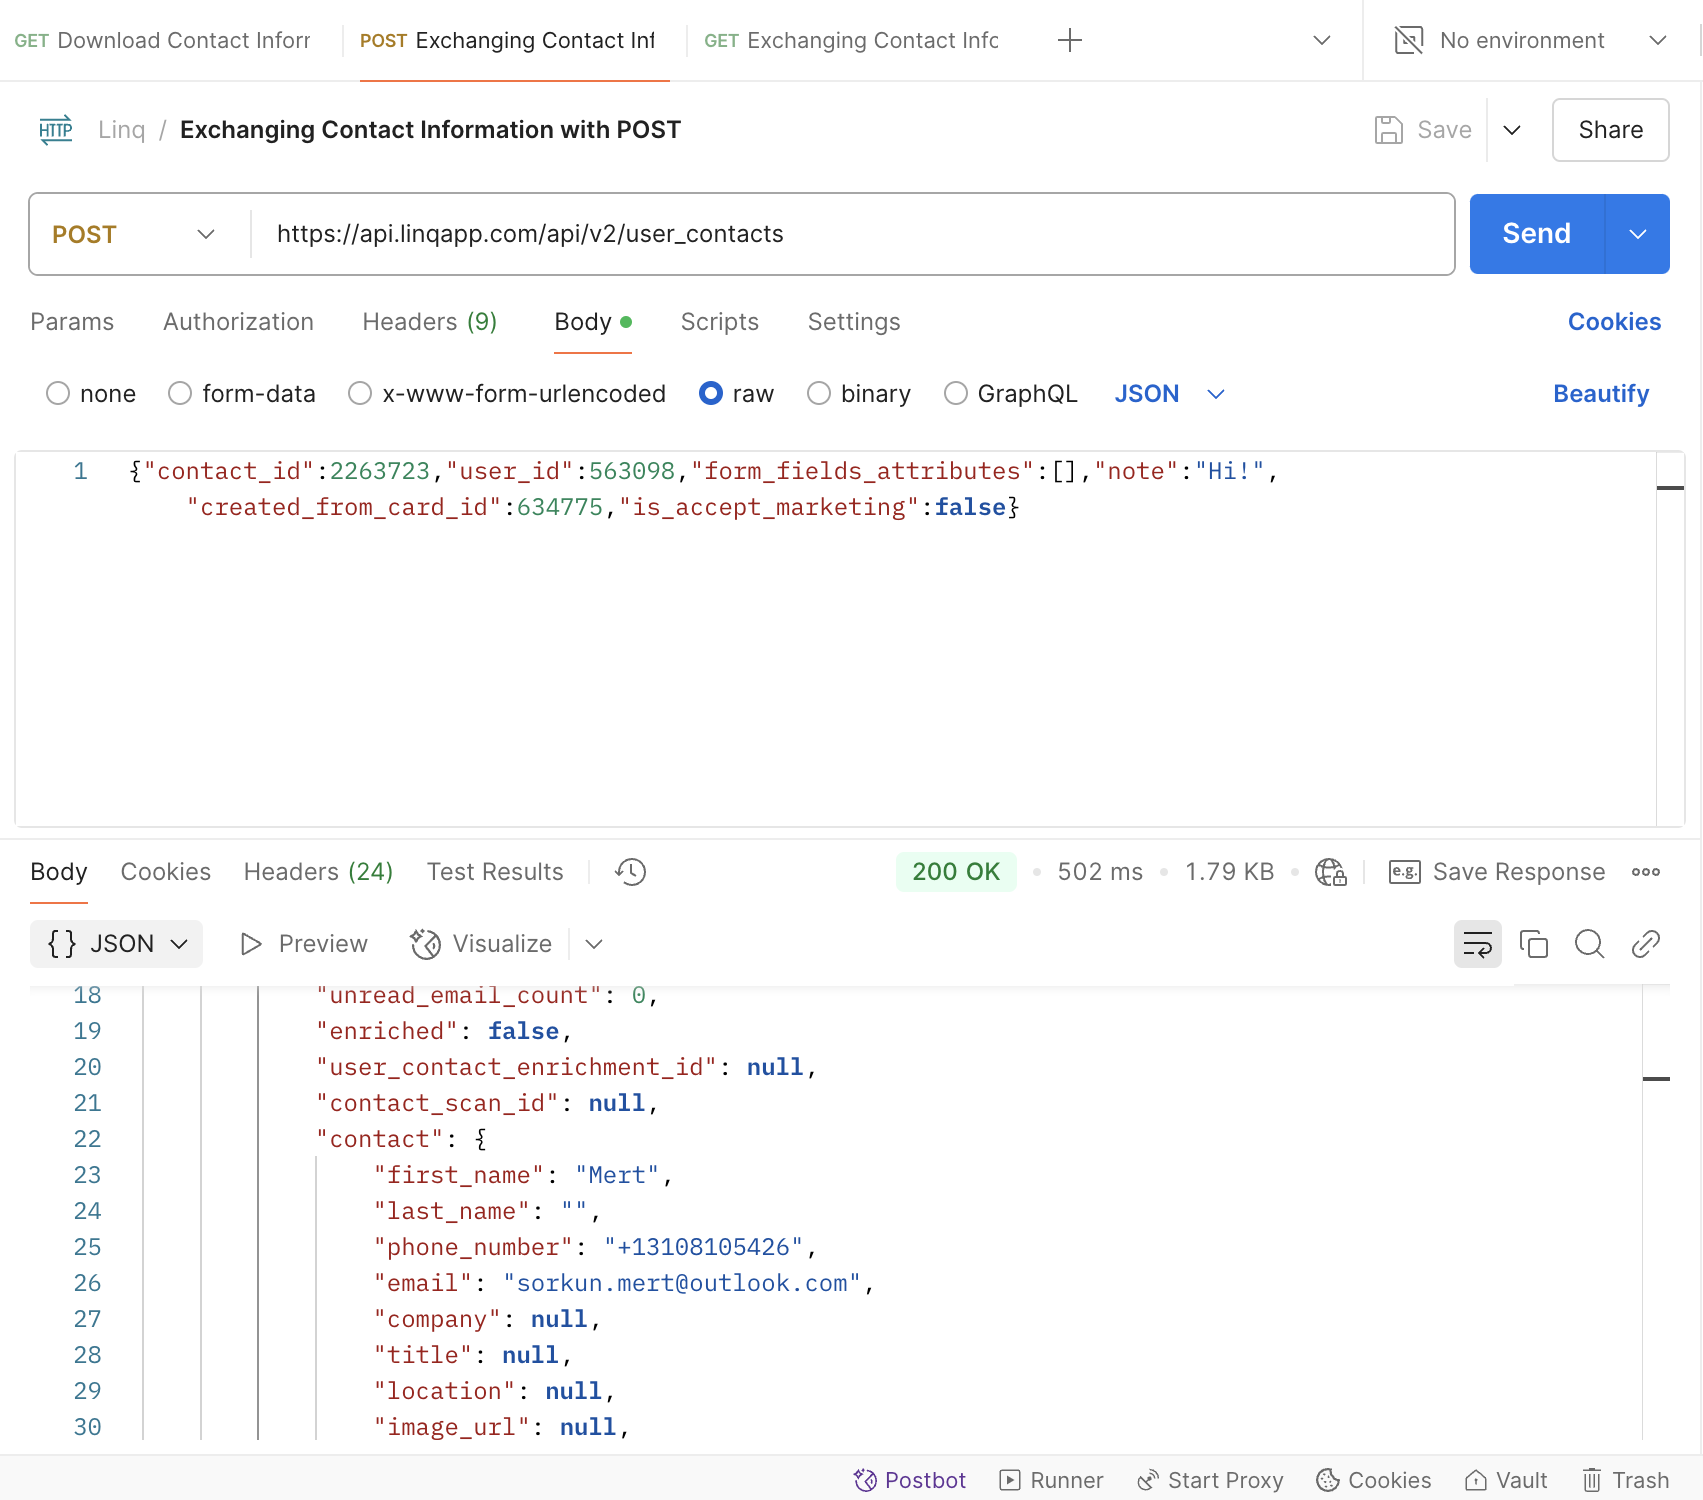 GET Download Contact Inforr POST Exchanging Contact Inf GET Exchanging Contact Info No environment
HTTP Linq / Exchanging Contact Information with POST Save Share
POST https://api.linqapp.com/api/v2/user_contacts Send
Params Authorization Headers (9) Body Scripts Settings Cookies
none form-data x-www-form-urlencoded raw binary GraphQL JSON Beautify
1 {"contact_id":2263723,"user_id":563098,"form_fields_attributes":[],"note":"Hi!",
"created_from_card_id":634775,"is_accept_marketing":false}
Body Cookies Headers (24) Test Results 200 OK 502 ms 1.79 KB e.g. Save Response
{} JSON Preview Visualize
18 "unread_email_count": 0,
19 "enriched": false,
20 "user_contact_enrichment_id": null,
21 "contact_scan_id": null,
22 "contact": {
23 "first_name": "Mert",
24 "last_name": "",
25 "phone_number": "+13108105426",
26 "email": "sorkun.mert@outlook.com",
27 "company": null,
28 "title": null,
29 "location": null,
30 "image_url": null,
Postbot Runner Start Proxy Cookies Vault Trash